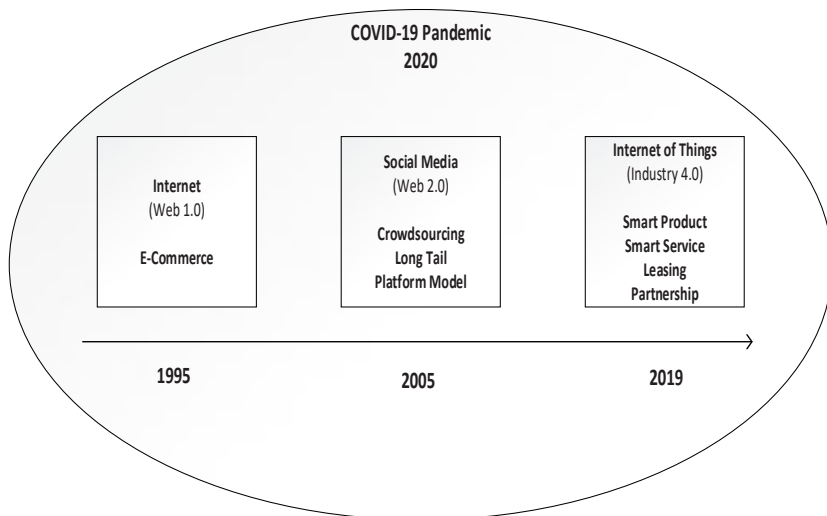 COVID-19 Pandemic
2020
Internet
(Web 1.0)
E-Commerce
Social Media
(Web 2.0)
Crowdsourcing
Long Tail
Platform Model
Internet of Things
(Industry 4.0)
Smart Product
Smart Service
Leasing
Partnership
1995
2005
2019